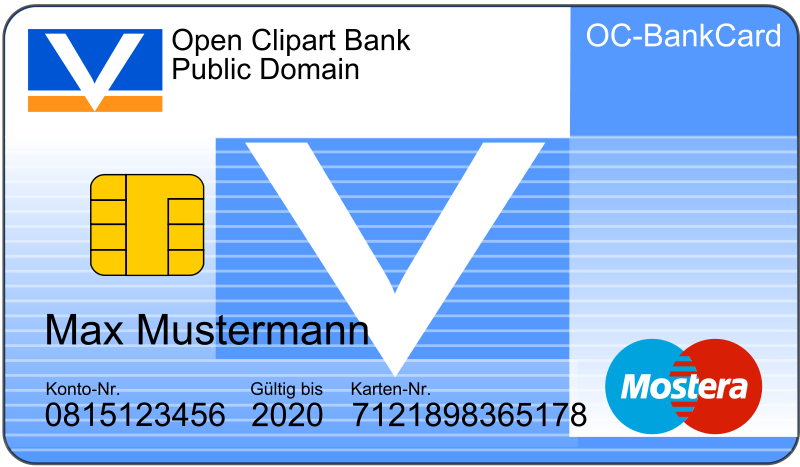 Open Clipart Bank
Public Domain
OC-BankCard
Max Mustermann
Konto-Nr. Gültig bis Karten-Nr.
0815123456 2020 7121898365178
Mostera